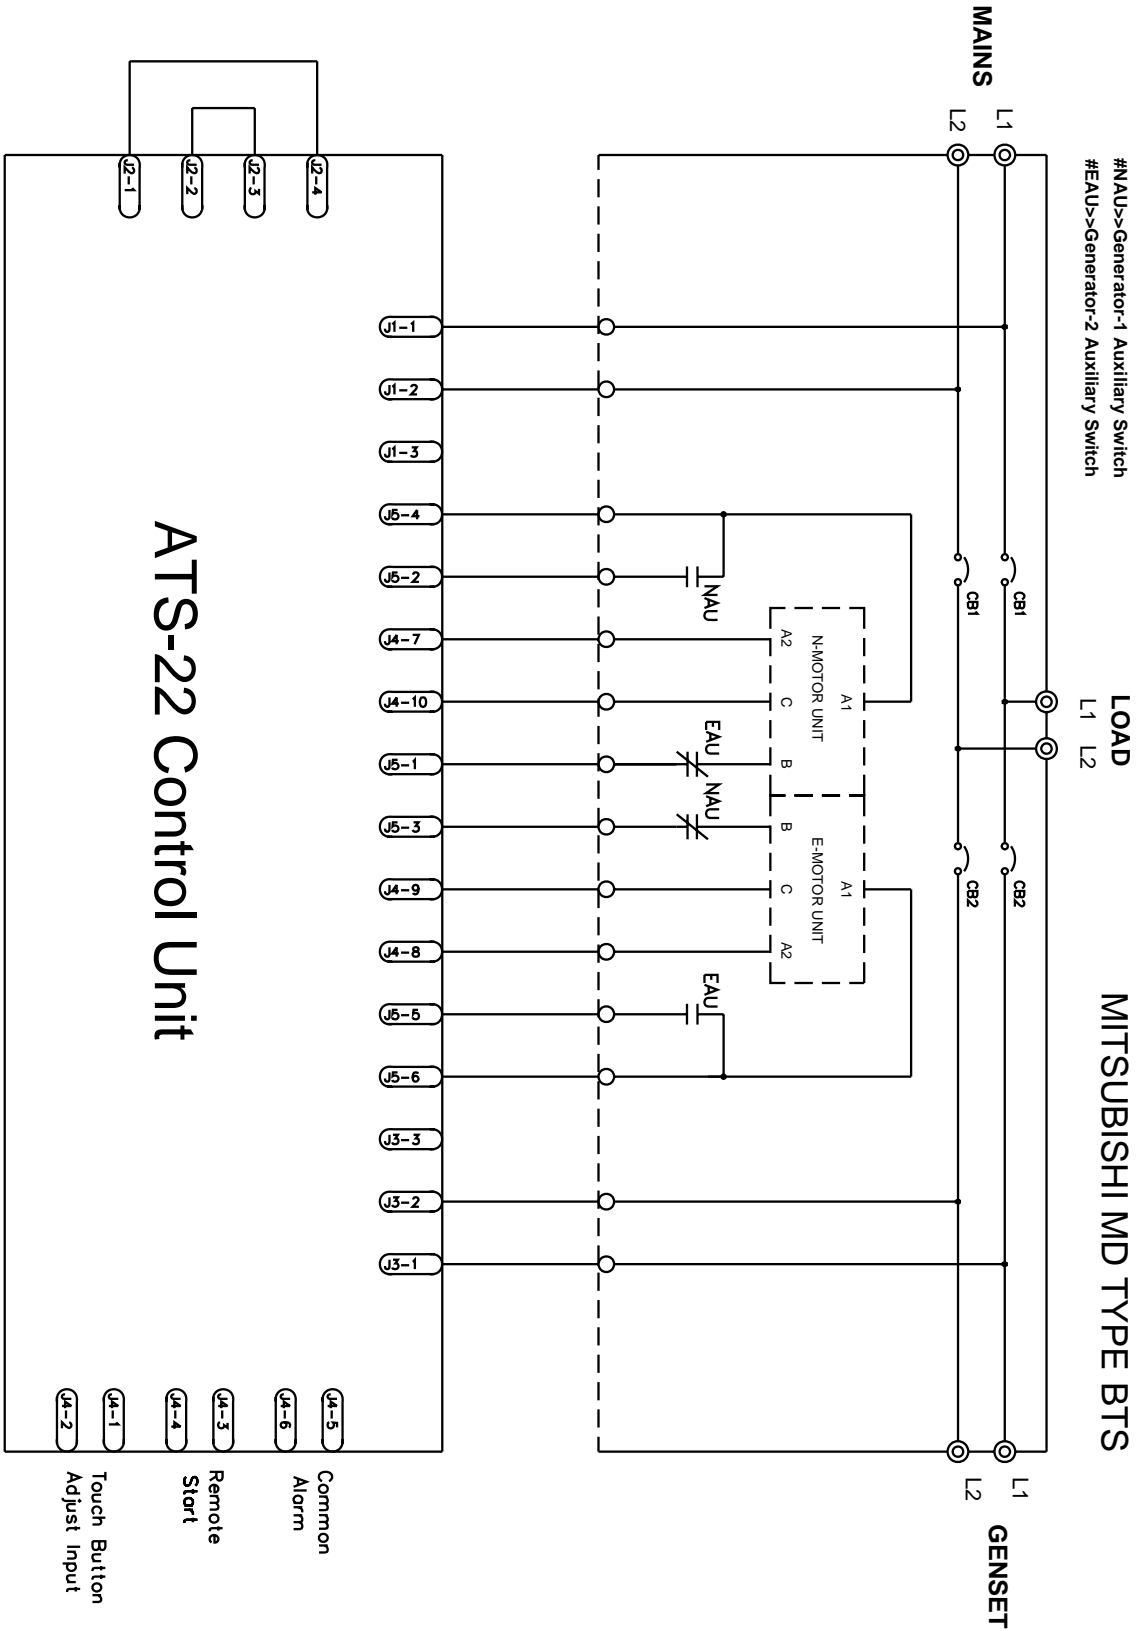 MITSUBISHI MD TYPE BTS
#NAU>>Generator-1 Auxiliary Switch
#EAU>>Generator-2 Auxiliary Switch
LOAD
L1 L2
MAINS
L1
L2
CB1
CB1
CB2
CB2
L1
L2
GENSET
A1
N-MOTOR UNIT
A2
C
B
A1
E-MOTOR UNIT
B
C
A2
NAU
EAU
NAU
EAU
J1-1
J1-2
J1-3
J5-4
J5-2
J4-7
J4-10
J5-1
J5-3
J4-9
J4-8
J5-5
J5-6
J3-3
J3-2
J3-1
J2-4
J2-3
J2-2
J2-1
ATS-22 Control Unit
J4-5
J4-6
J4-3
J4-4
J4-1
J4-2
Common
Alarm
Remote
Start
Touch Button
Adjust Input